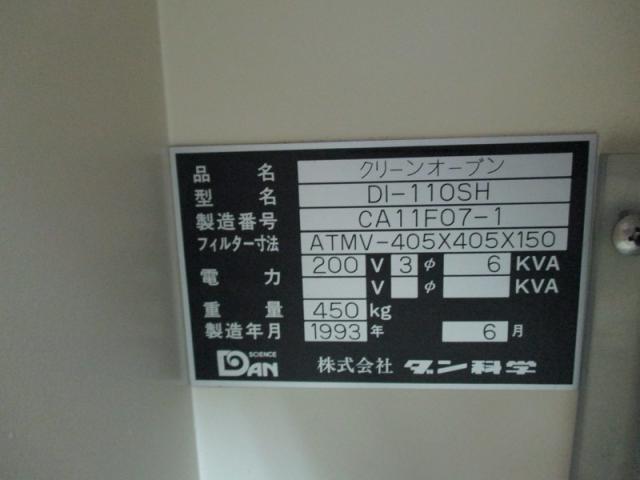 品名 クリーンオーブン
型名 DI-110SH
製造番号 CA11F07-1
フィルター寸法 ATMV-405X405X150
電力 200 V 3 φ 6 KVA
V φ KVA
重量 450 kg
製造年月 1993 年 6 月
DAN SCIENCE 株式会社 ダン科学